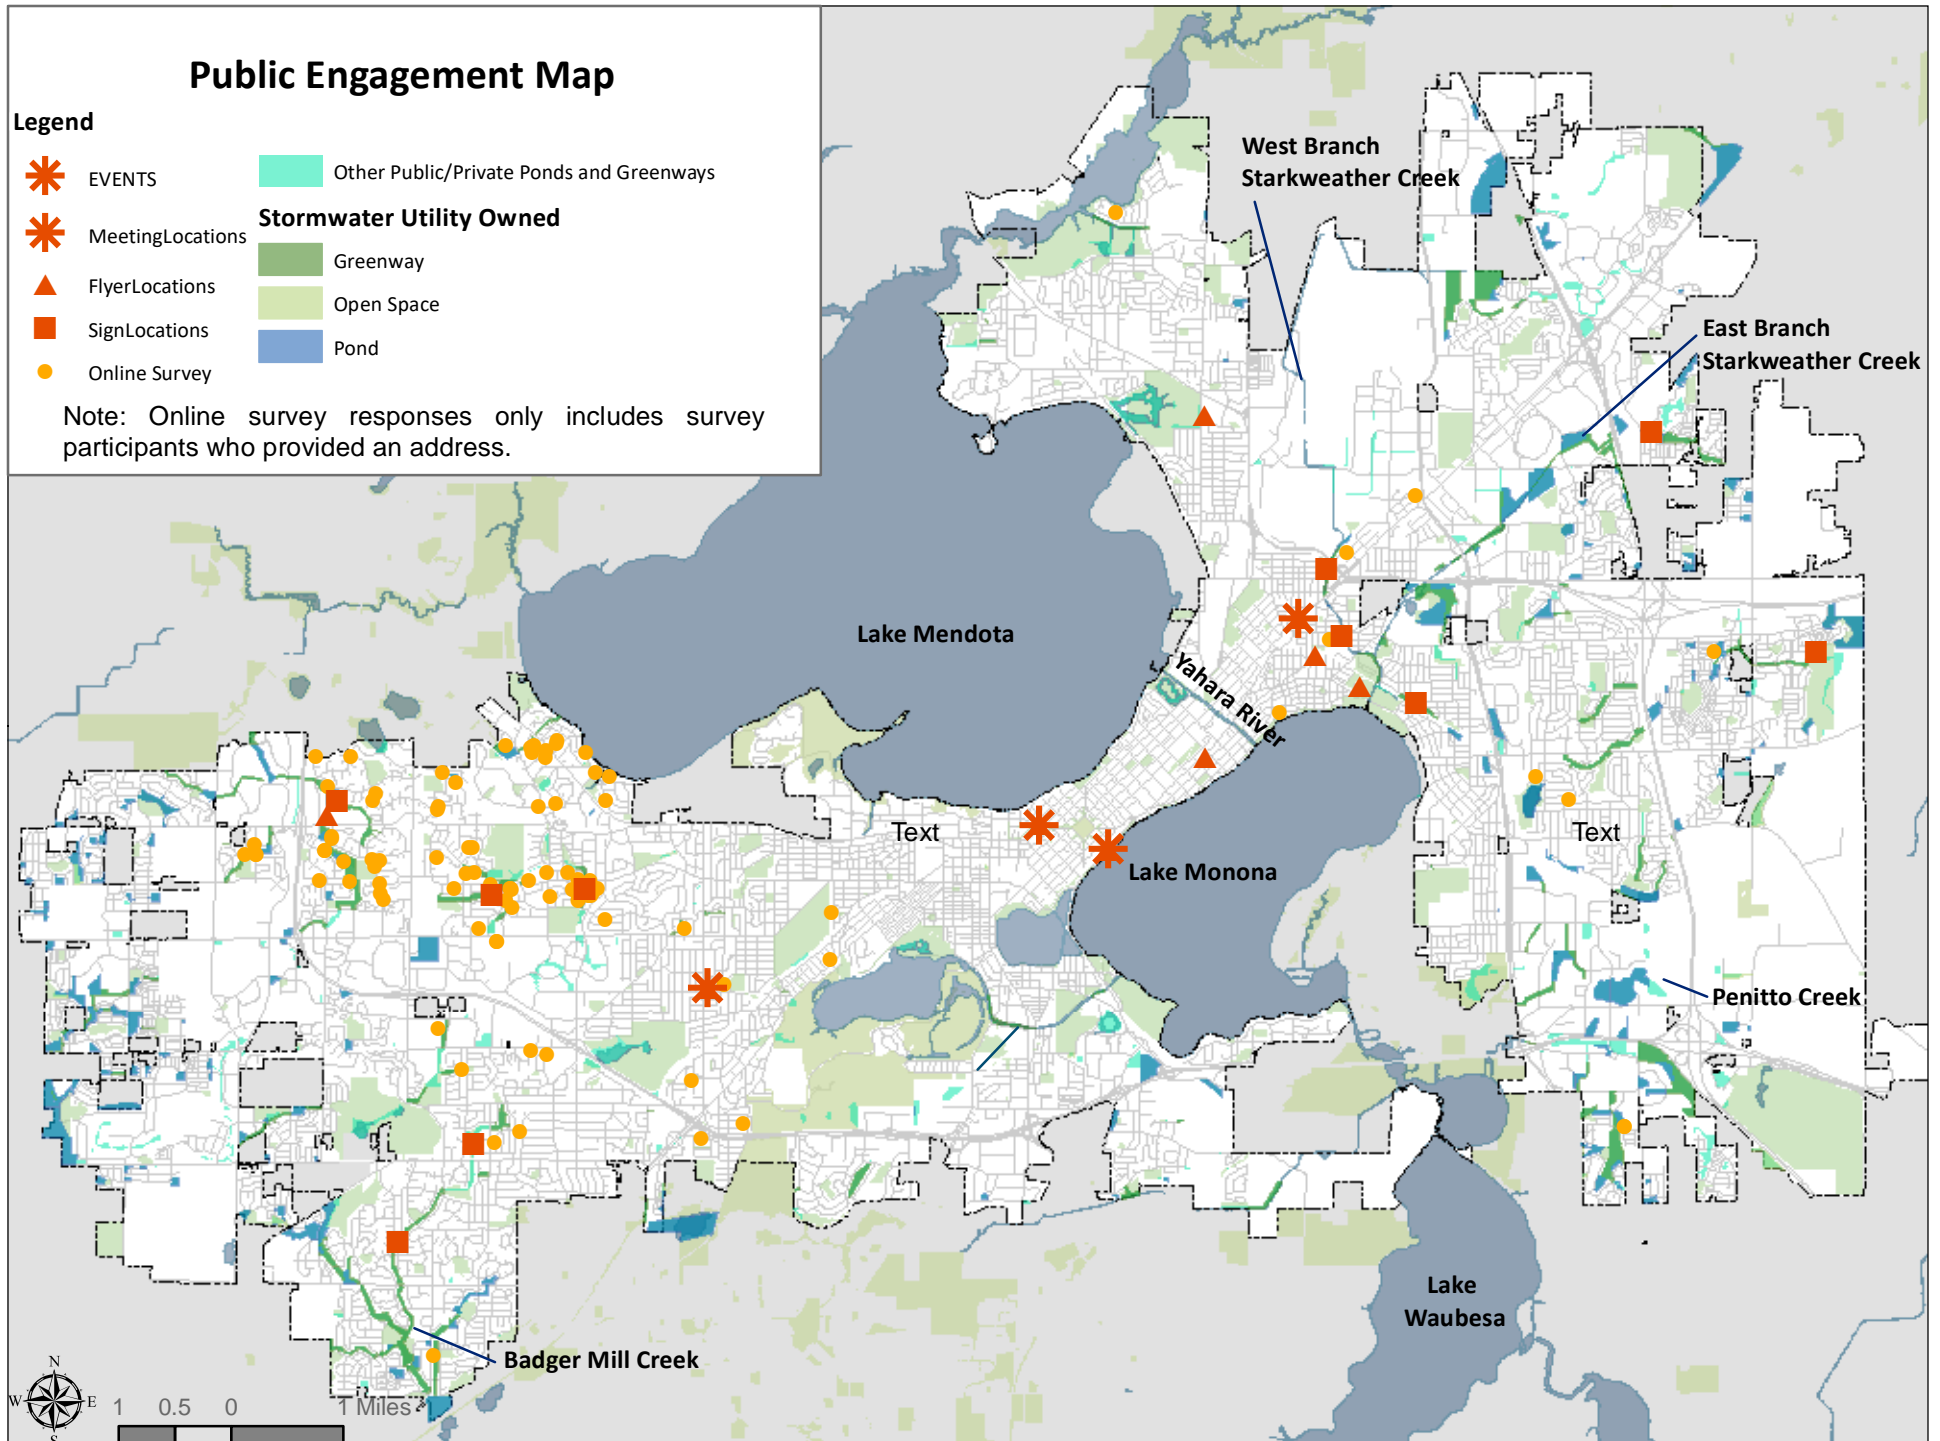 Public Engagement Map
Legend
EVENTS
MeetingLocations
FlyerLocations
SignLocations
Online Survey
Other Public/Private Ponds and Greenways
Stormwater Utility Owned
Greenway
Open Space
Pond
Note: Online survey responses only includes survey
participants who provided an address.
West Branch
Starkweather Creek
East Branch
Starkweather Creek
Lake Mendota
Yahara River
Text
Text
Lake Monona
Penitto Creek
Lake
Waubesa
Badger Mill Creek
N
W E
S
1 0.5 0 1 Miles